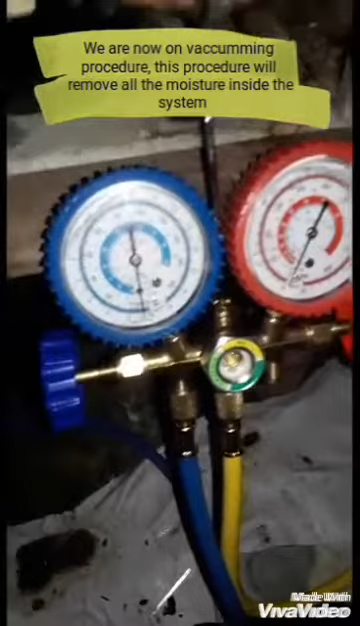 We are now on vaccumming
procedure, this procedure will
remove all the moisture inside the
system
Made With
VivaVideo